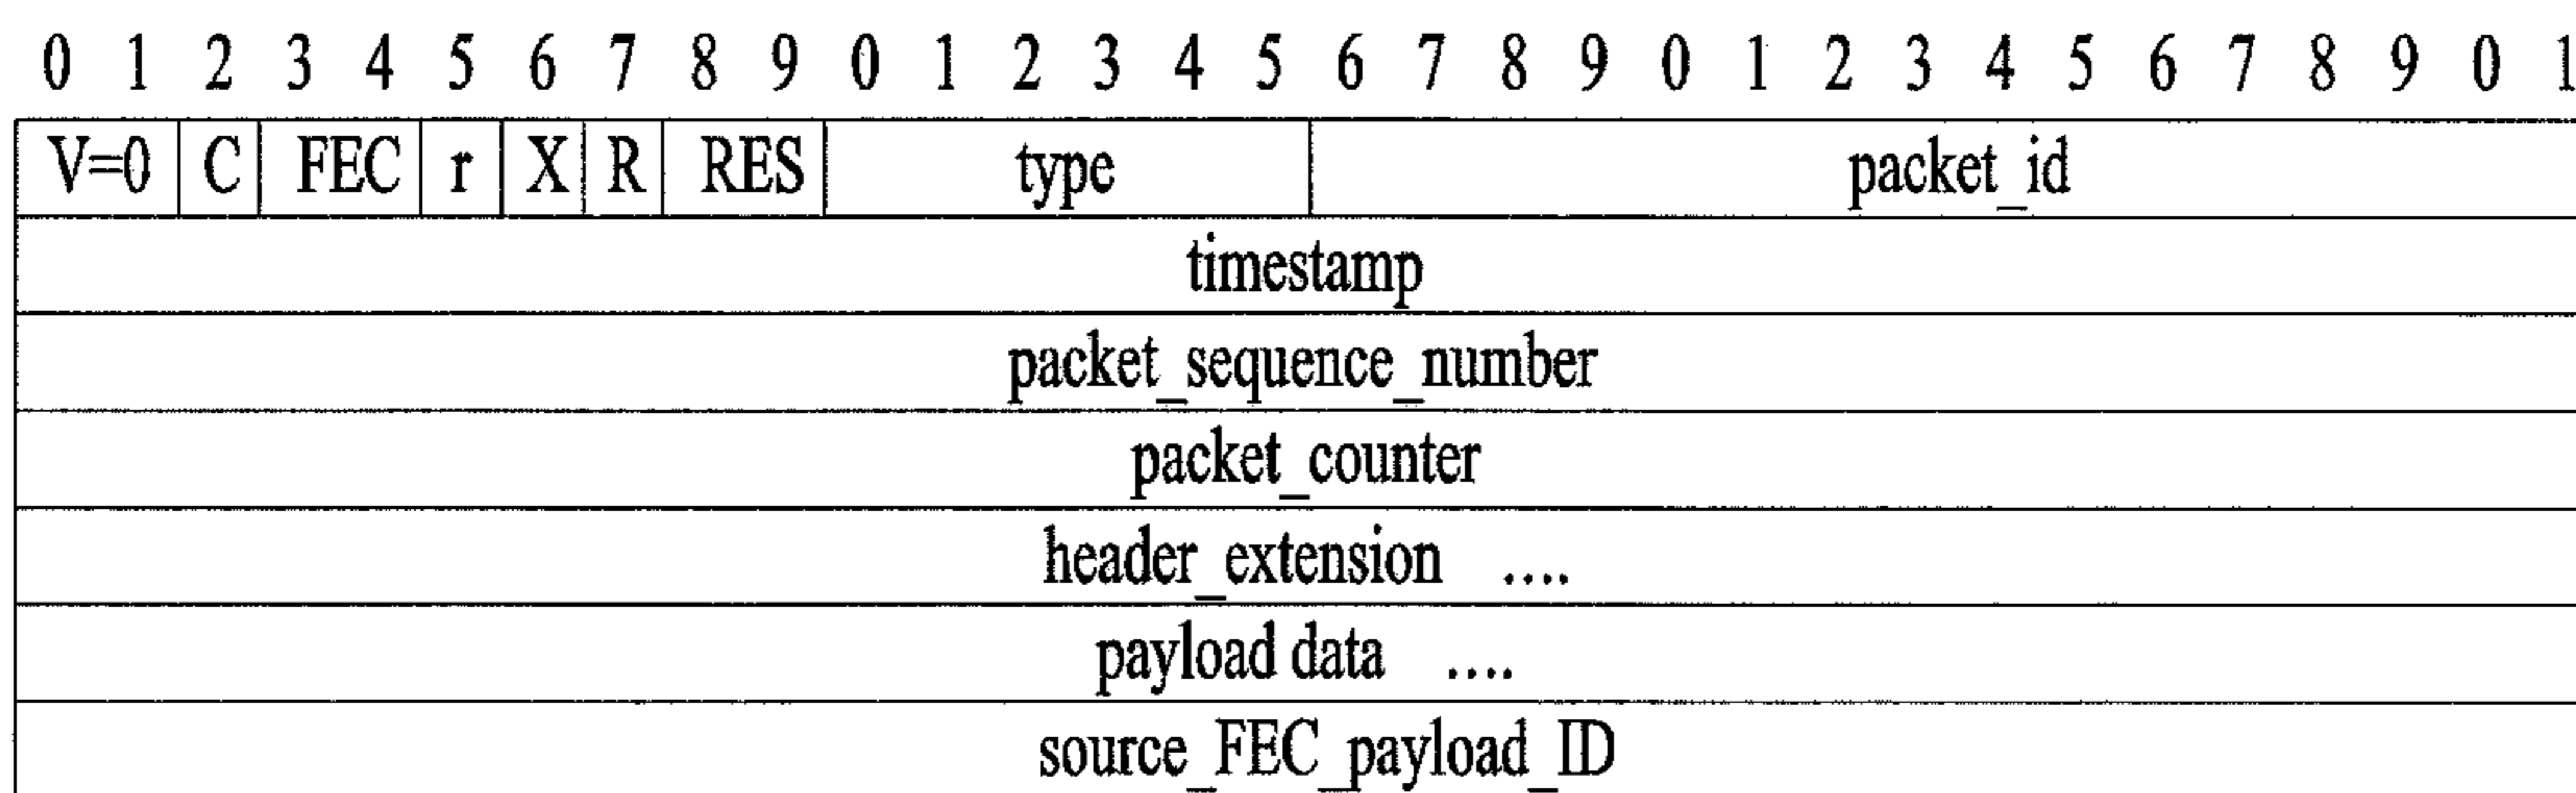 0 1 2 3 4 5 6 7 8 9 0 1 2 3 4 5 6 7 8 9 0 1 2 3 4 5 6 7 8 9 0 1
V=0 C FEC r X R RES type packet_id
timestamp
packet_sequence_number
packet_counter
header_extension ....
payload data ....
source_FEC_payload_ID